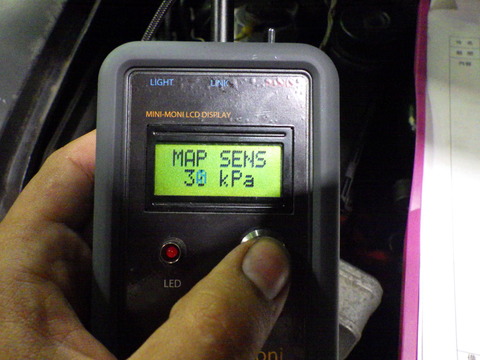 LIGHT
LINK
MINI-MONI LCD DISPLAY
MAP SENS
30 kPa
LED